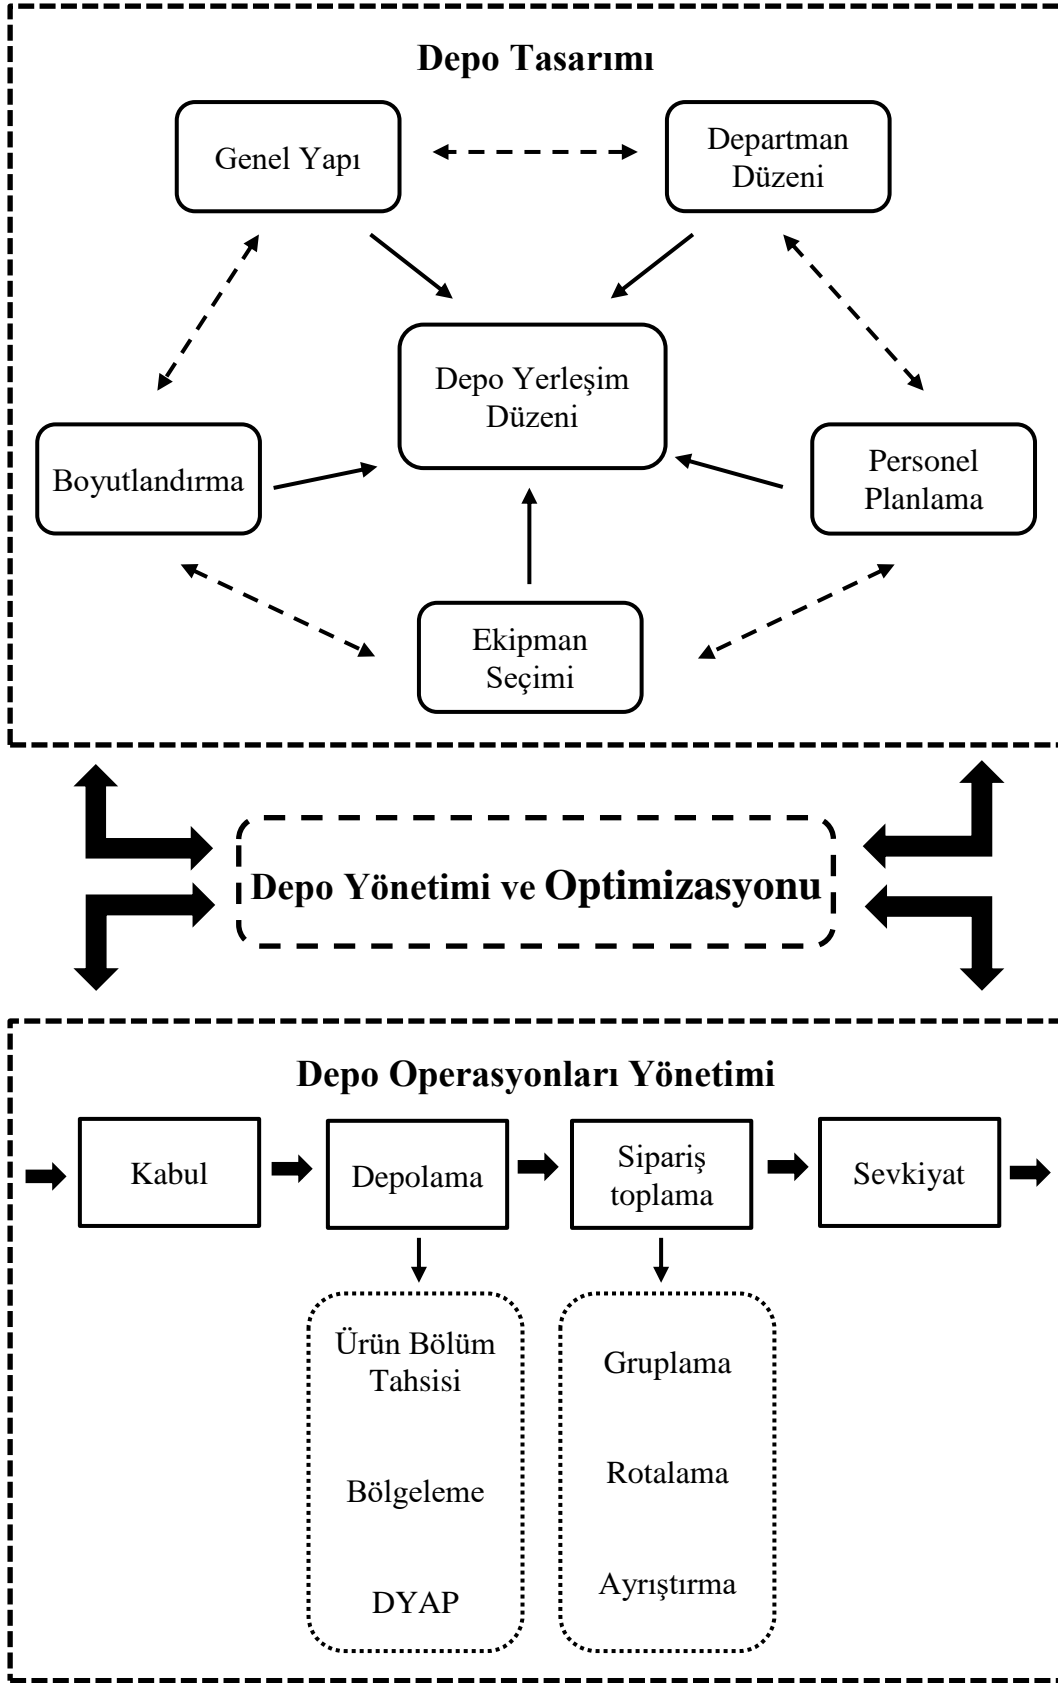 Depo Tasarımı
Genel Yapı
Departman
Düzeni
Depo Yerleşim
Düzeni
Boyutlandırma
Personel
Planlama
Ekipman
Seçimi
Depo Yönetimi ve Optimizasyonu
Depo Operasyonları Yönetimi
Kabul
Depolama
Sipariş
toplama
Sevkiyat
Ürün Bölüm
Tahsisi
Bölgeleme
DYAP
Gruplama
Rotalama
Ayrıştırma